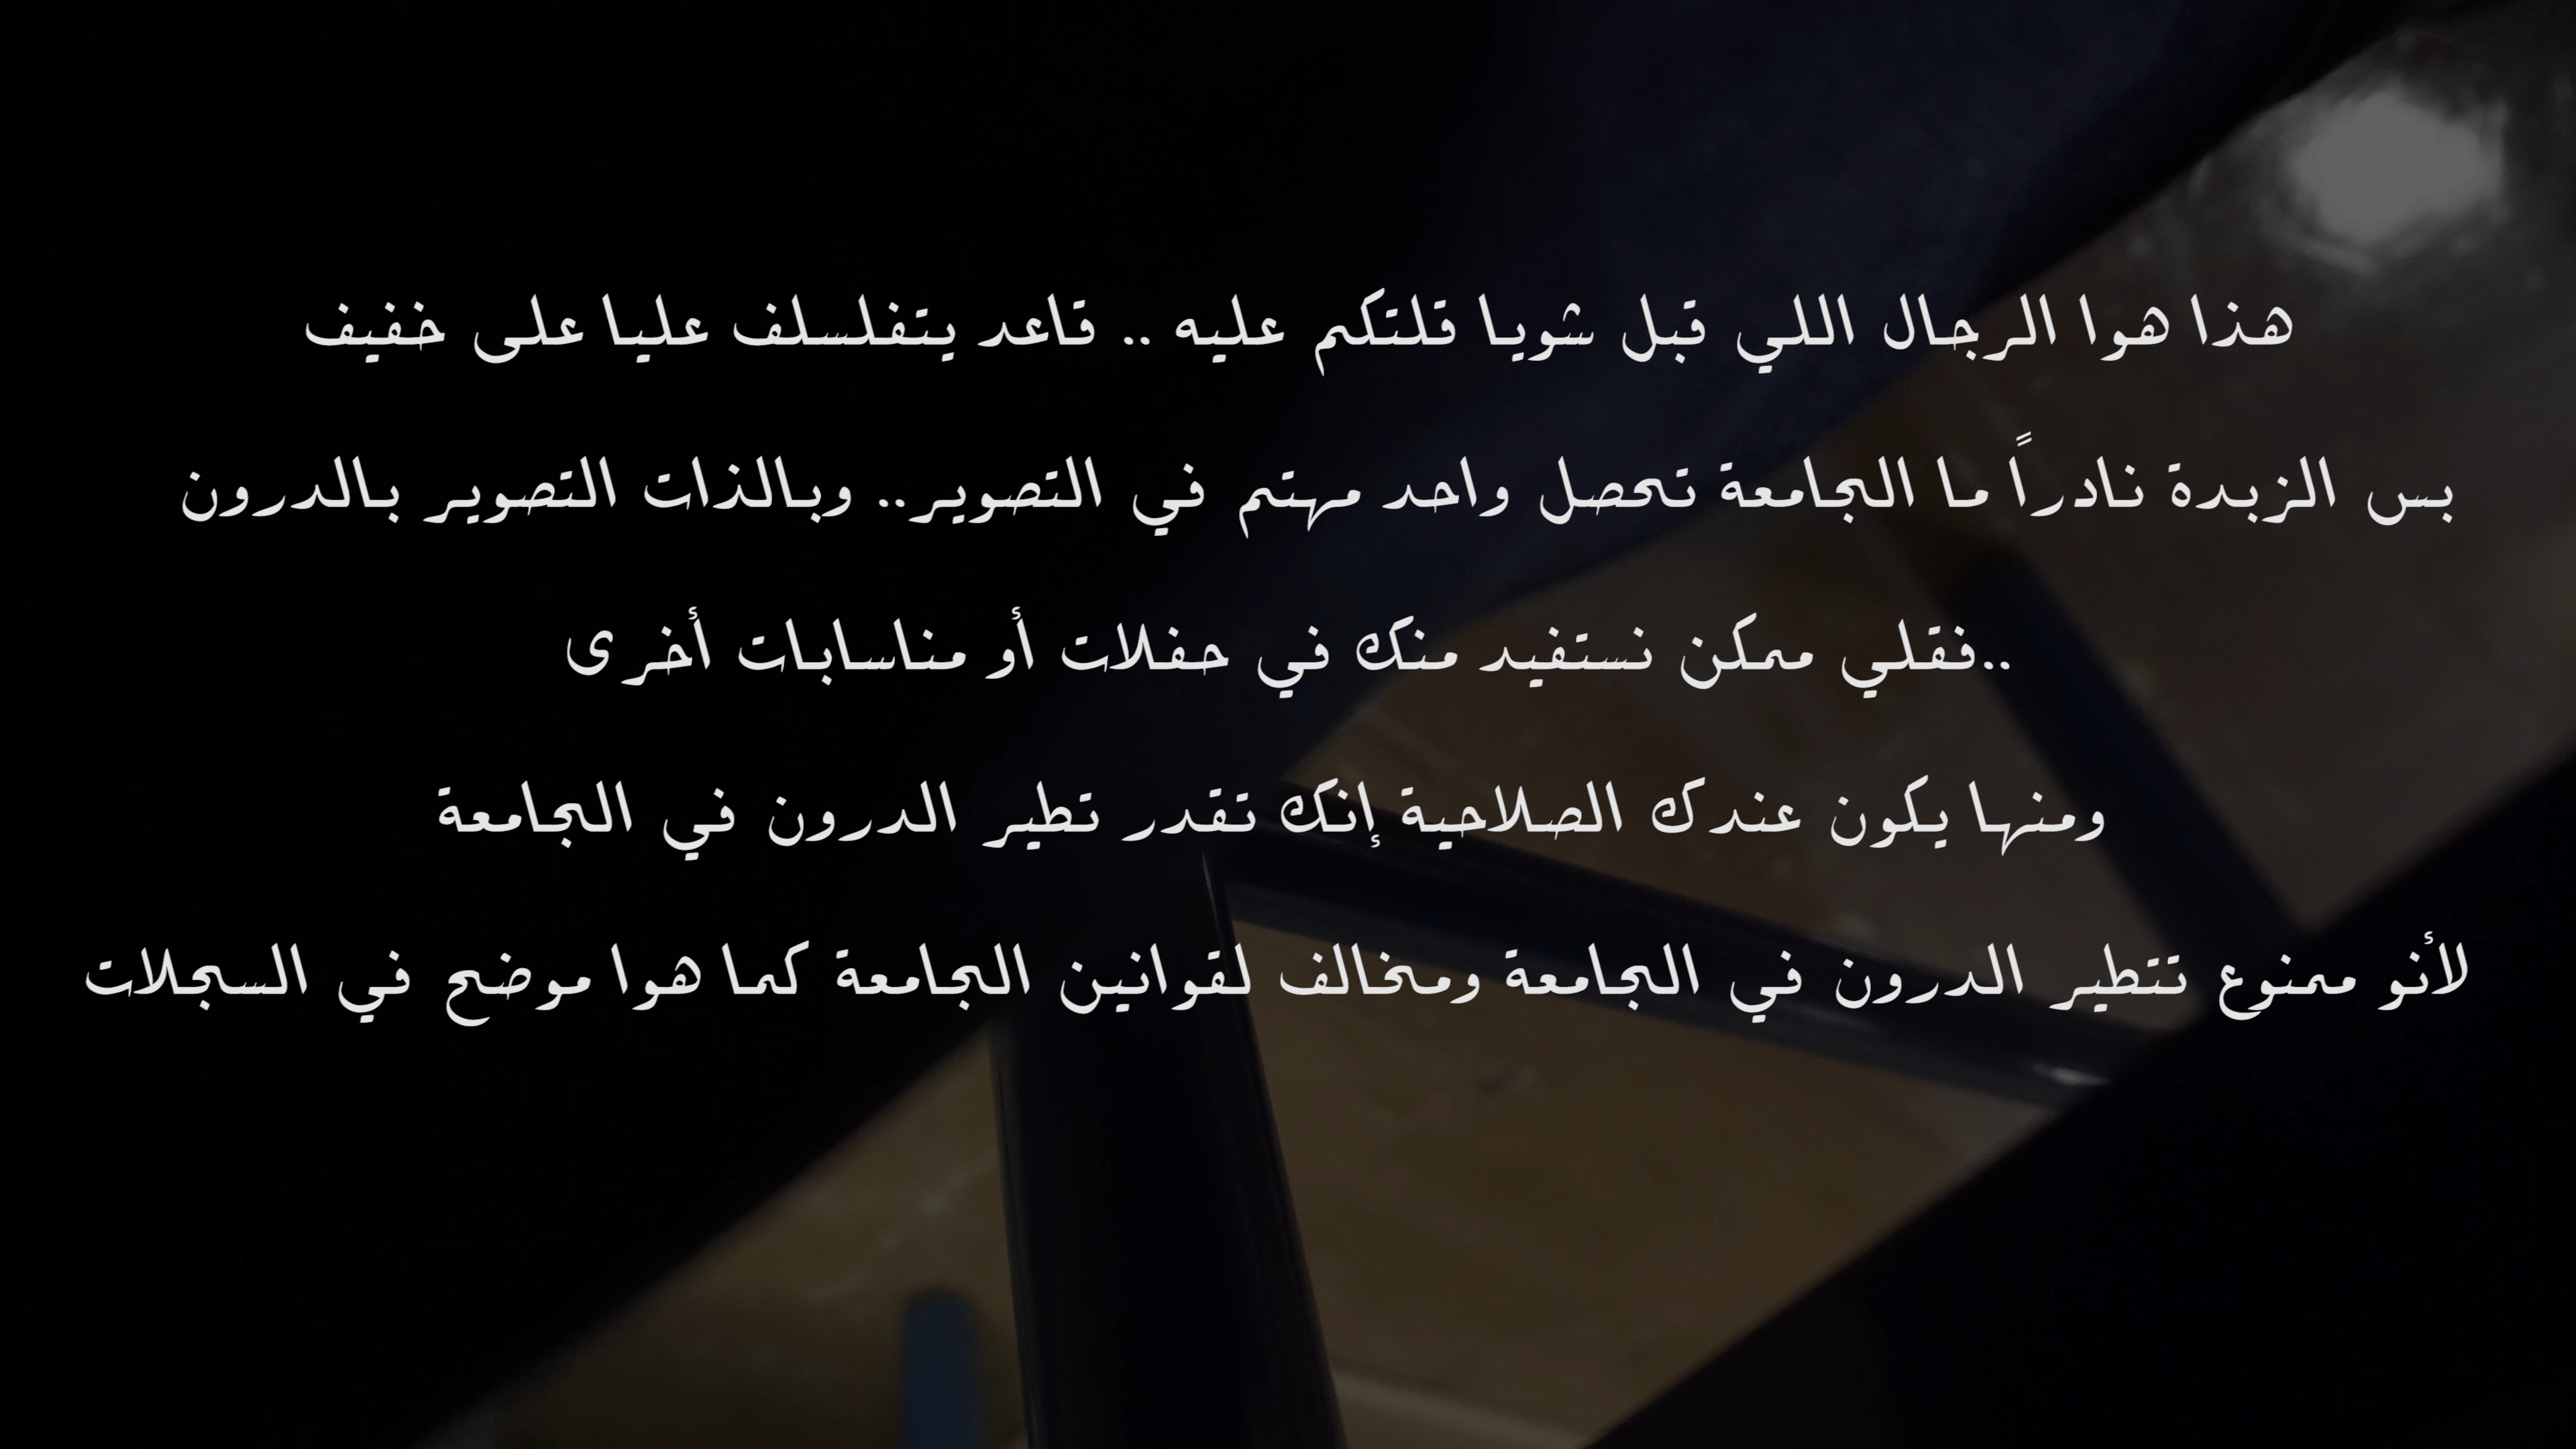 هذا هوا الرجال اللي قبل شويا قلتكم عليه .. قاعد يتفلسلف عليا على خفيف
بس الزبدة نادراً ما الجامعة تحصل واحد مهتم في التصوير.. وبالذات التصوير بالدرون
..فقلي ممكن نستفيد منك في حفلات أو مناسابات أخرى
ومنها يكون عندك الصلاحية إنك تقدر تطير الدرون في الجامعة
لأنو ممنوع تتطير الدرون في الجامعة ومخالف لقوانين الجامعة كما هوا موضح في السجلات